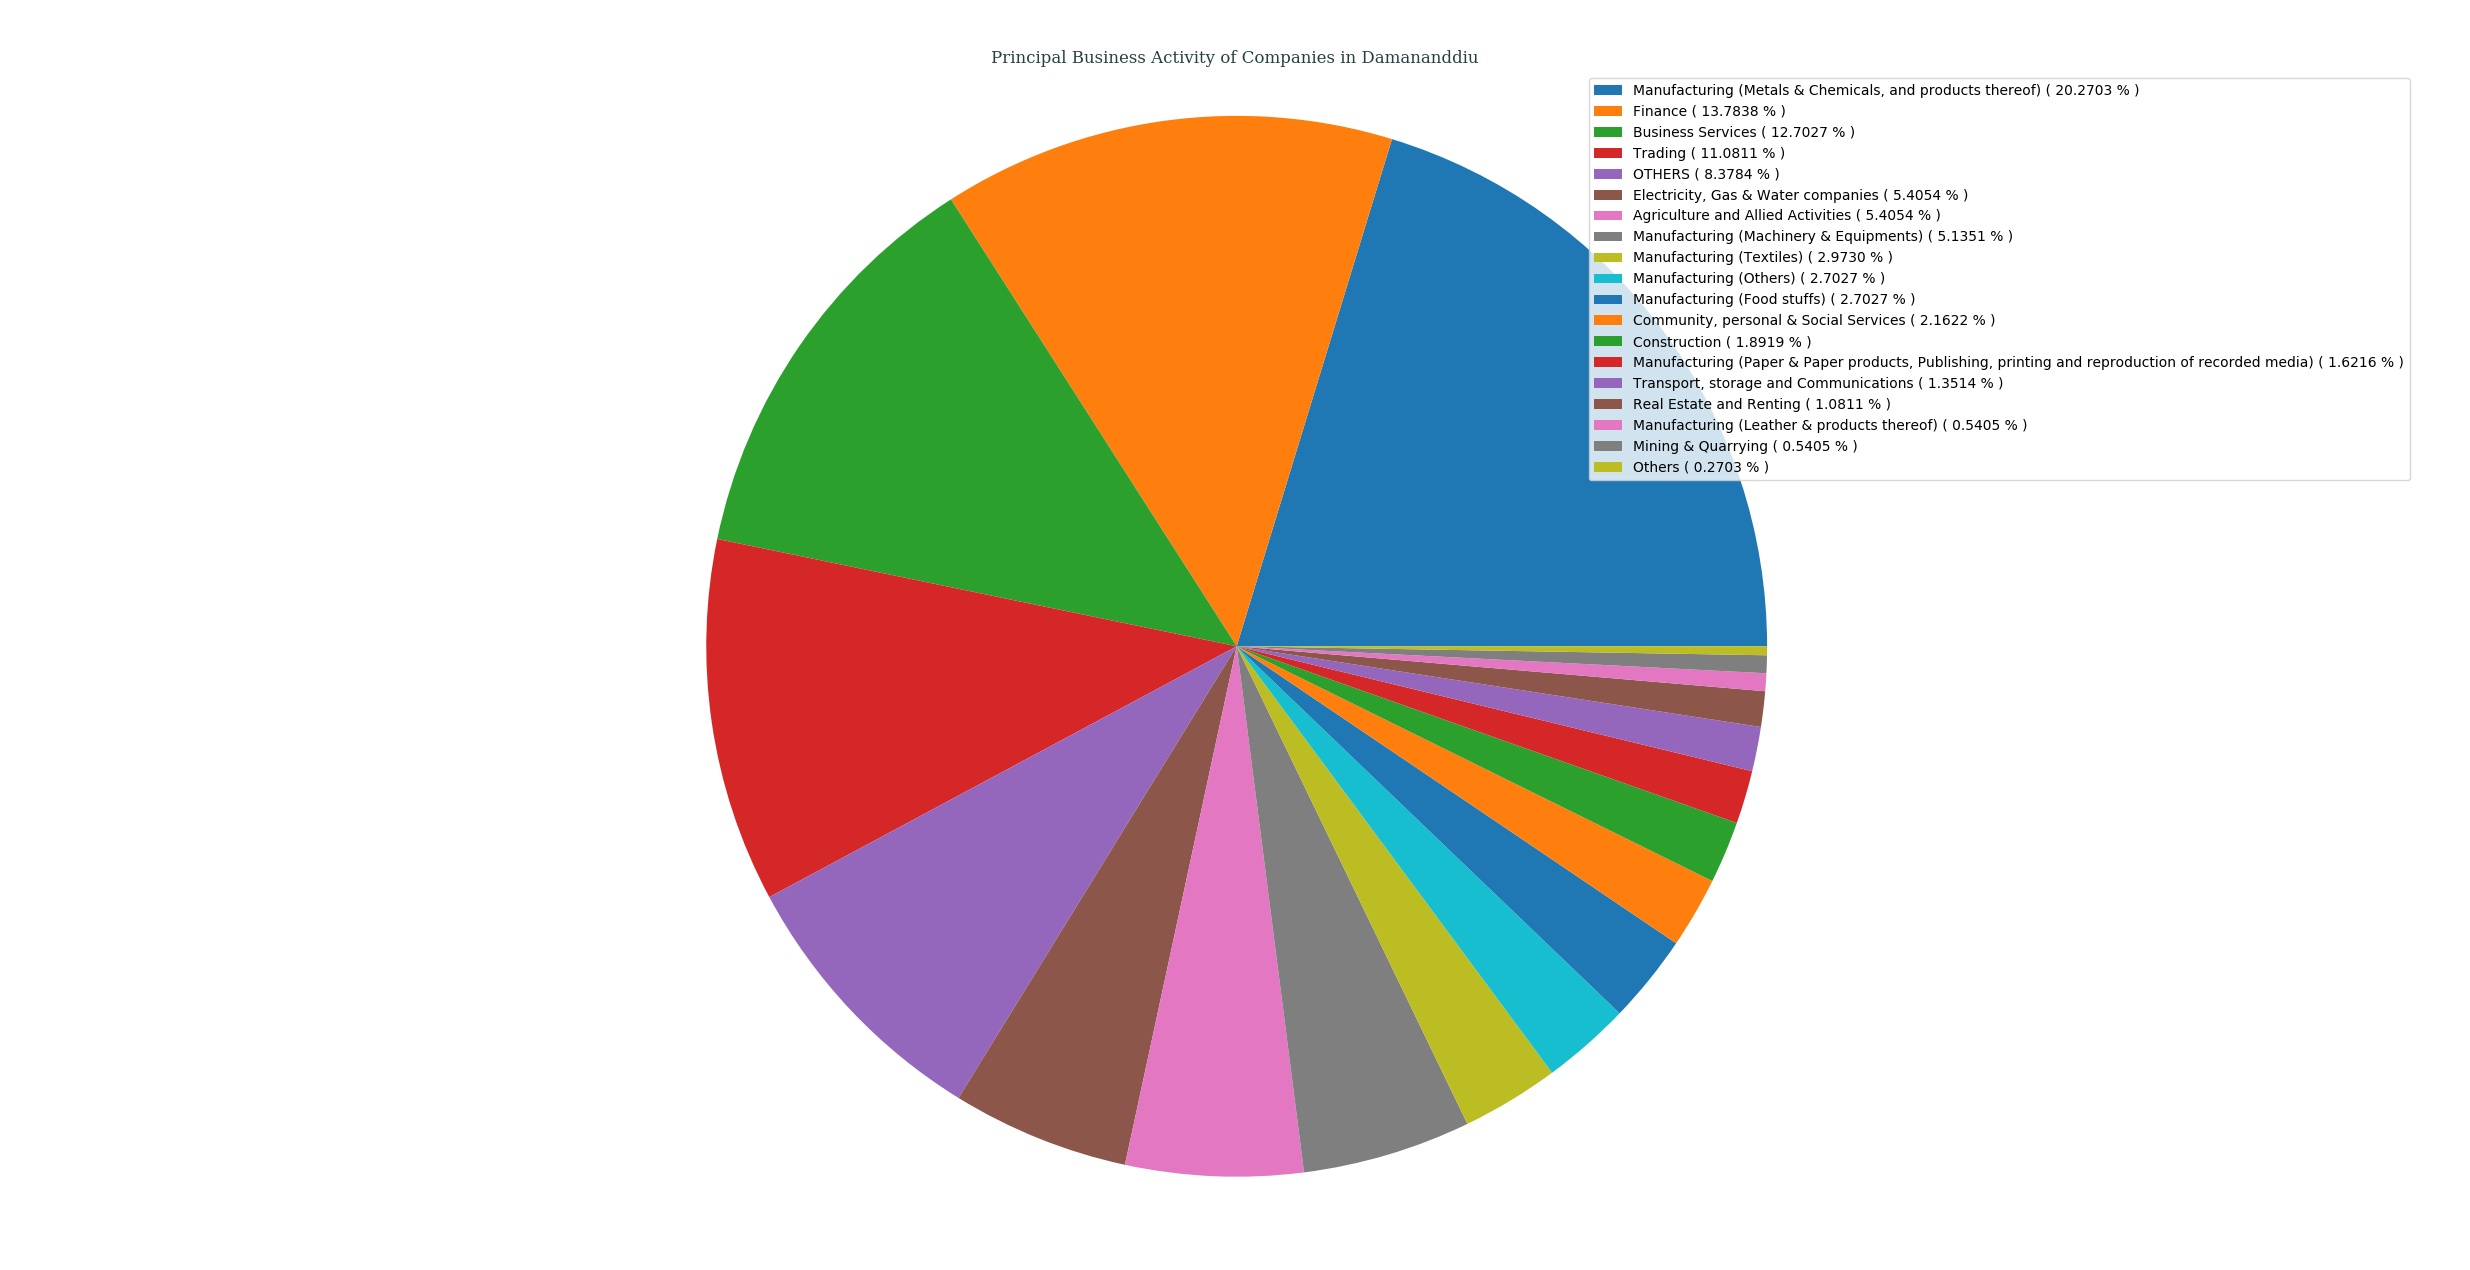 Principal Business Activity of Companies in Damananddiu
Manufacturing (Metals & Chemicals, and products thereof) ( 20.2703 % )
Finance ( 13.7838 % )
Business Services ( 12.7027 % )
Trading ( 11.0811 % )
OTHERS ( 8.3784 % )
Electricity, Gas & Water companies ( 5.4054 % )
Agriculture and Allied Activities ( 5.4054 % )
Manufacturing (Machinery & Equipments) ( 5.1351 % )
Manufacturing (Textiles) ( 2.9730 % )
Manufacturing (Others) ( 2.7027 % )
Manufacturing (Food stuffs) ( 2.7027 % )
Community, personal & Social Services ( 2.1622 % )
Construction ( 1.8919 % )
Manufacturing (Paper & Paper products, Publishing, printing and reproduction of recorded media) ( 1.6216 % )
Transport, storage and Communications ( 1.3514 % )
Real Estate and Renting ( 1.0811 % )
Manufacturing (Leather & products thereof) ( 0.5405 % )
Mining & Quarrying ( 0.5405 % )
Others ( 0.2703 % )